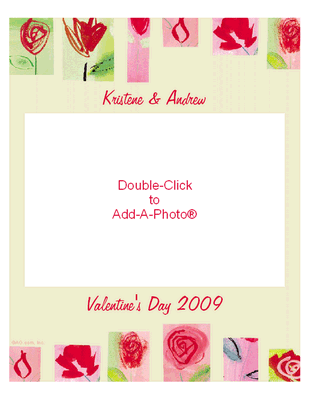 Kristene & Andrew
Double-Click
to
Add-A-Photo®
Valentine's Day 2009